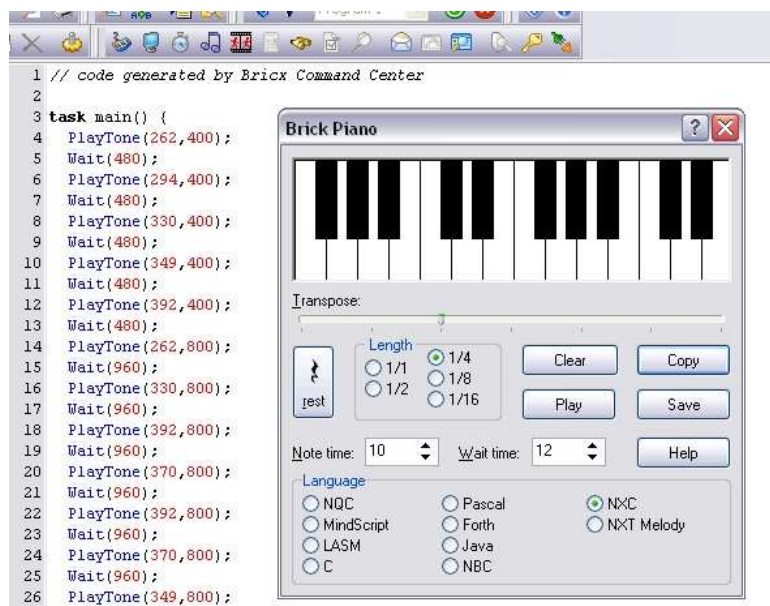 1 // code generated by Bricx Command Center
2
3 task main() {
4 PlayTone(262,400);
5 Wait(480);
6 PlayTone(294,400);
7 Wait(480);
8 PlayTone(330,400);
9 Wait(480);
10 PlayTone(349,400);
11 Wait(480);
12 PlayTone(392,400);
13 Wait(480);
14 PlayTone(262,800);
15 Wait(960);
16 PlayTone(330,800);
17 Wait(960);
18 PlayTone(392,800);
19 Wait(960);
20 PlayTone(370,800);
21 Wait(960);
22 PlayTone(392,800);
23 Wait(960);
24 PlayTone(370,800);
25 Wait(960);
26 PlayTone(349,800);
Brick Piano
Transpose:
rest
Length
1/1
1/2
1/4
1/8
1/16
Clear
Copy
Play
Save
Note time: 10
Wait time: 12
Help
Language
NQC
MindScript
LASM
C
Pascal
Forth
Java
NBC
NXC
NXT Melody